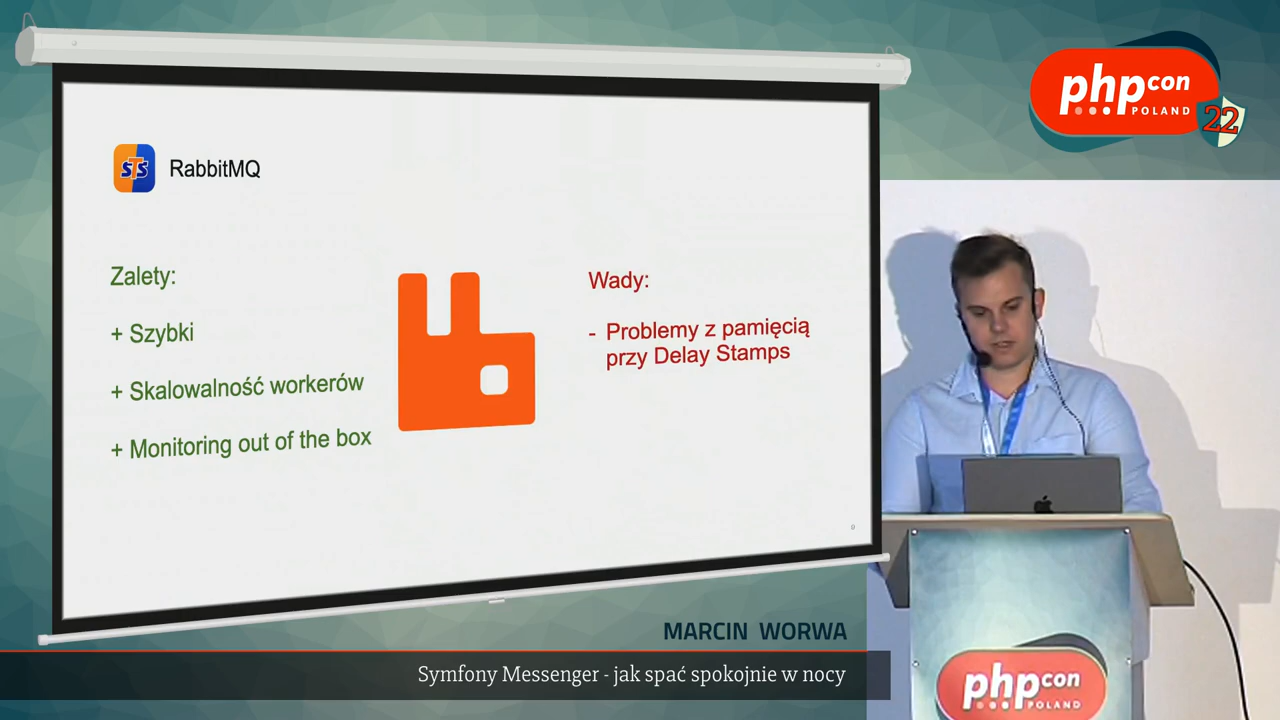 phpcon
POLAND
22
STS
RabbitMQ
Zalety:
+ Szybki
+ Skalowalność workerów
+ Monitoring out of the box
Wady:
- Problemy z pamięcią
przy Delay Stamps
MARCIN WORWA
Symfony Messenger - jak spać spokojnie w nocy
phpcon
POLAND